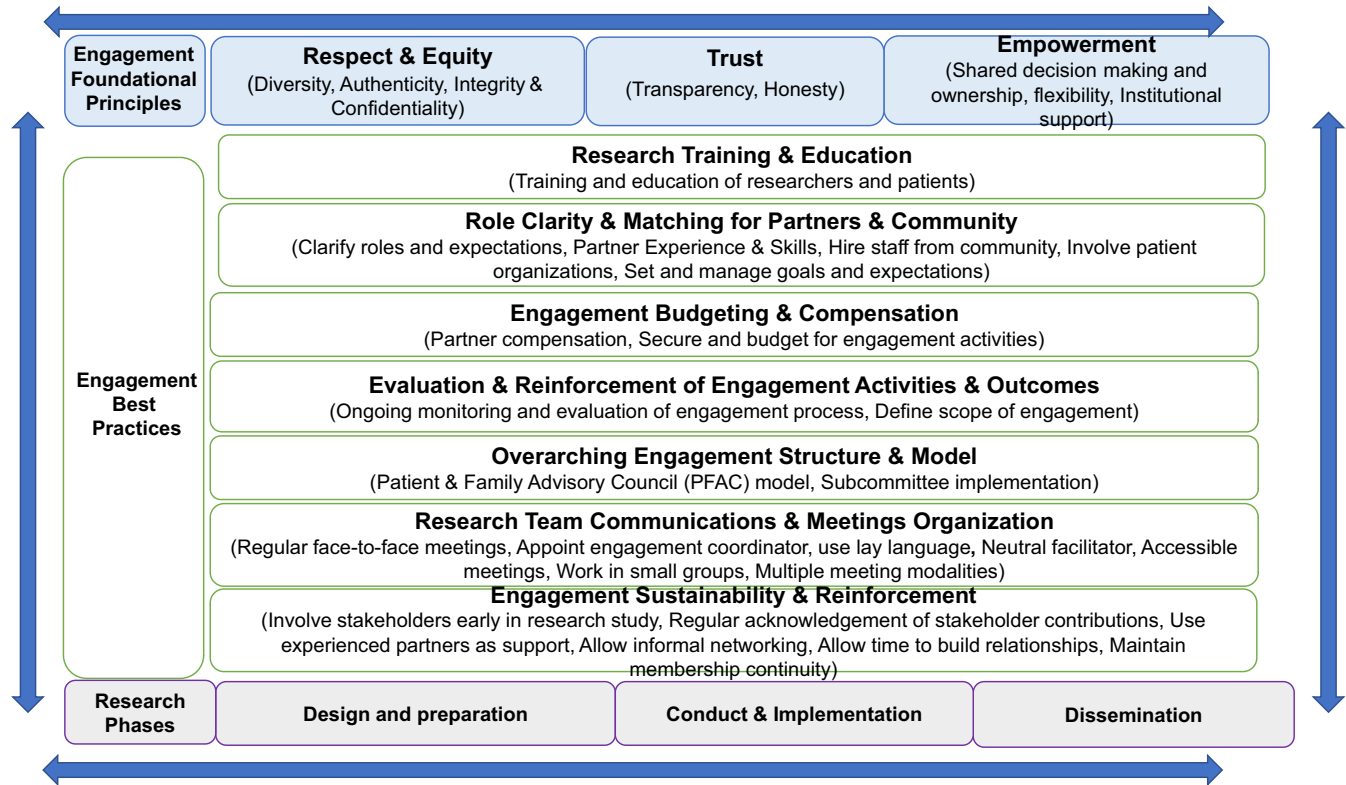 Engagement
Foundational
Principles
Respect & Equity
(Diversity, Authenticity, Integrity &
Confidentiality)
Trust
(Transparency, Honesty)
Empowerment
(Shared decision making and
ownership, flexibility, Institutional
support)
Engagement
Best
Practices
Research Training & Education
(Training and education of researchers and patients)
Role Clarity & Matching for Partners & Community
(Clarify roles and expectations, Partner Experience & Skills, Hire staff from community, Involve patient
organizations, Set and manage goals and expectations)
Engagement Budgeting & Compensation
(Partner compensation, Secure and budget for engagement activities)
Evaluation & Reinforcement of Engagement Activities & Outcomes
(Ongoing monitoring and evaluation of engagement process, Define scope of engagement)
Overarching Engagement Structure & Model
(Patient & Family Advisory Council (PFAC) model, Subcommittee implementation)
Research Team Communications & Meetings Organization
(Regular face-to-face meetings, Appoint engagement coordinator, use lay language, Neutral facilitator, Accessible
meetings, Work in small groups, Multiple meeting modalities)
Engagement Sustainability & Reinforcement
(Involve stakeholders early in research study, Regular acknowledgement of stakeholder contributions, Use
experienced partners as support, Allow informal networking, Allow time to build relationships, Maintain
membership continuity)
Research
Phases
Design and preparation
Conduct & Implementation
Dissemination